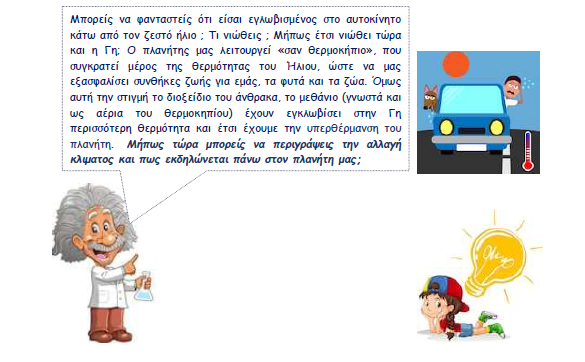 Μπορείς να φανταστείς ότι είσαι εγλωβισμένος στο αυτοκίνητο
κάτω από τον ζεστό ήλιο ; Τι νιώθεις ; Μήπως έτσι νιώθει τώρα
και η Γη; Ο πλανήτης μας λειτουργεί «σαν θερμοκήπιο», που
συγκρατεί μέρος της θερμότητας του Ήλιου, ώστε να μας
εξασφαλίσει συνθήκες ζωής για εμάς, τα φυτά και τα ζώα. Όμως
αυτή την στιγμή το διοξείδιο του άνθρακα, το μεθάνιο (γνωστά και
ως αέρια του θερμοκηπίου) έχουν εγκλωβίσει στην Γη
περισσότερη θερμότητα και έτσι έχουμε την υπερθέρμανση του
πλανήτη. Μήπως τώρα μπορείς να περιγράψεις την αλλαγή
κλιματος και πως εκδηλώνεται πάνω στον πλανήτη μας;